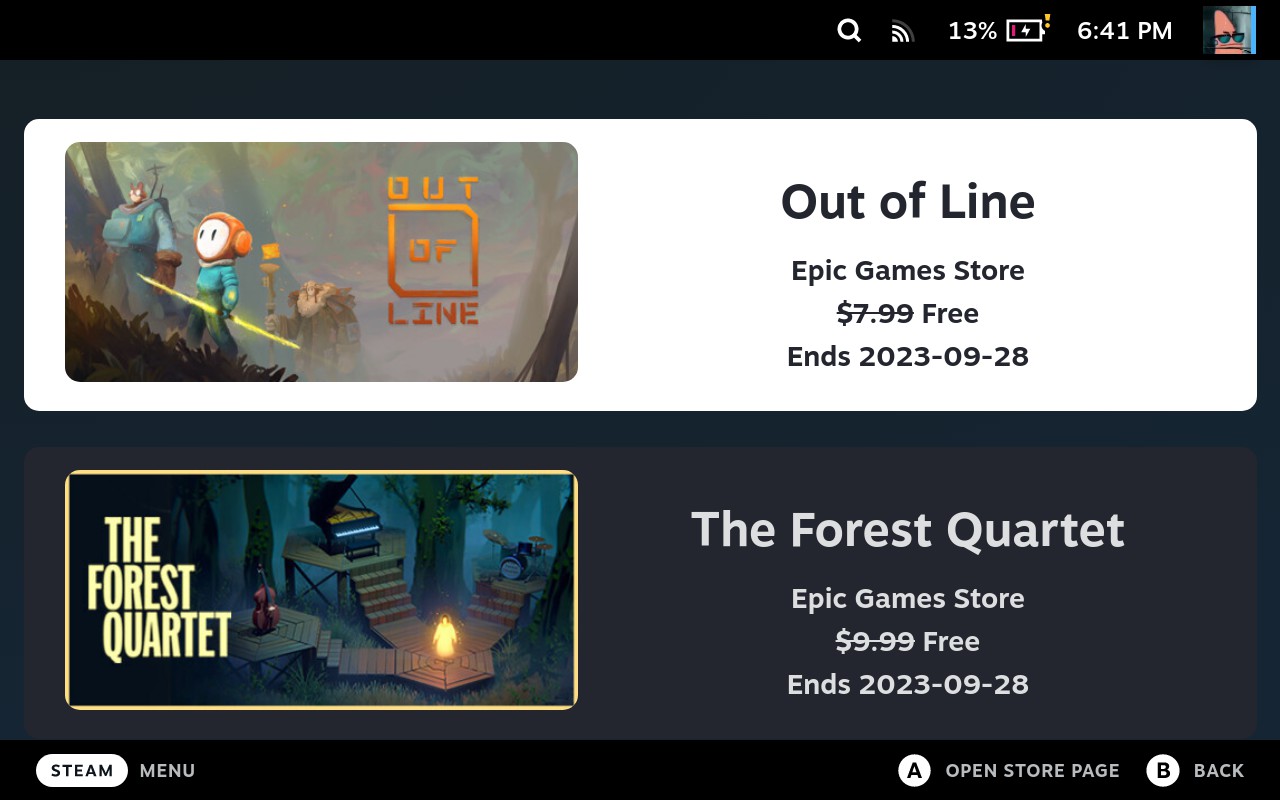 13% 6:41 PM
OUT
OF
LINE
Out of Line
Epic Games Store
$7.99 Free
Ends 2023-09-28
THE
FOREST
QUARTET
The Forest Quartet
Epic Games Store
$9.99 Free
Ends 2023-09-28
STEAM MENU A OPEN STORE PAGE B BACK